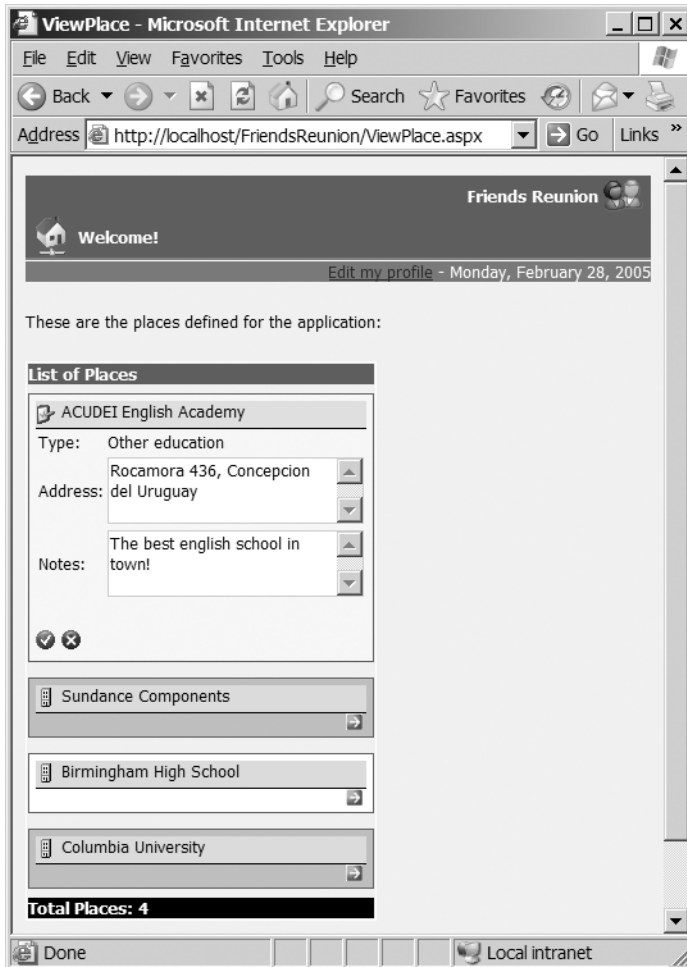 ViewPlace - Microsoft Internet Explorer
File Edit View Favorites Tools Help
Back Search Favorites
Address http://localhost/FriendsReunion/ViewPlace.aspx Go Links »
Friends Reunion
Welcome!
Edit my profile - Monday, February 28, 2005
These are the places defined for the application:
List of Places
ACUDEI English Academy
Type: Other education
Address: Rocamora 436, Concepcion
del Uruguay
Notes: The best english school in
town!
Sundance Components
Birmingham High School
Columbia University
Total Places: 4
Done Local intranet